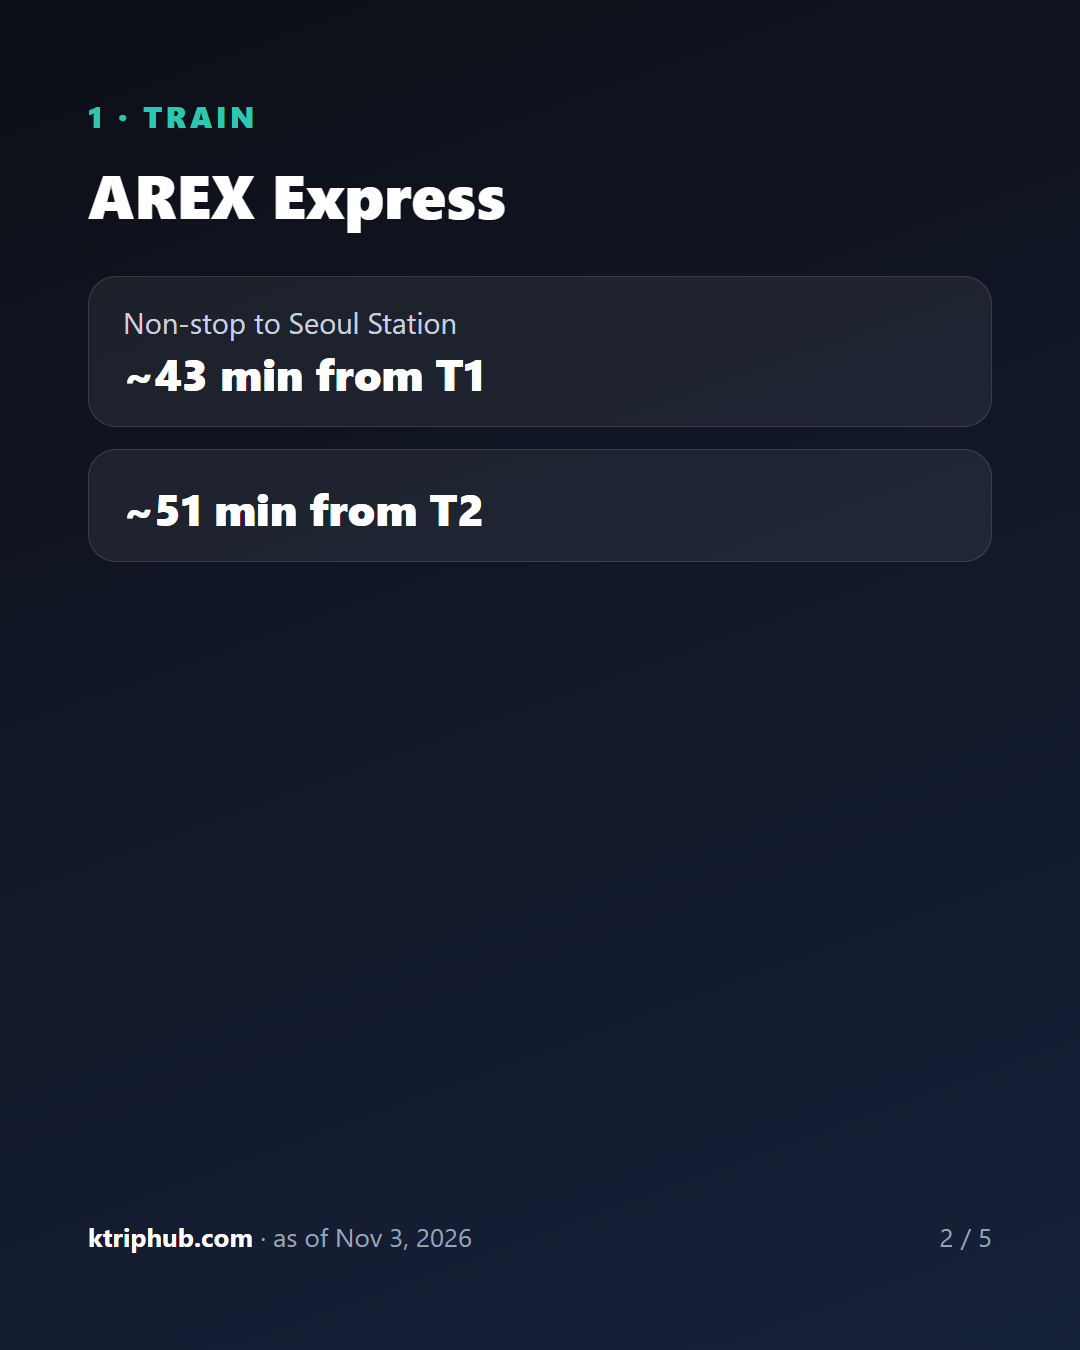 1 · TRAIN
AREX Express
Non-stop to Seoul Station
~43 min from T1
~51 min from T2
ktriphub.com · as of Nov 3, 2026
2 / 5